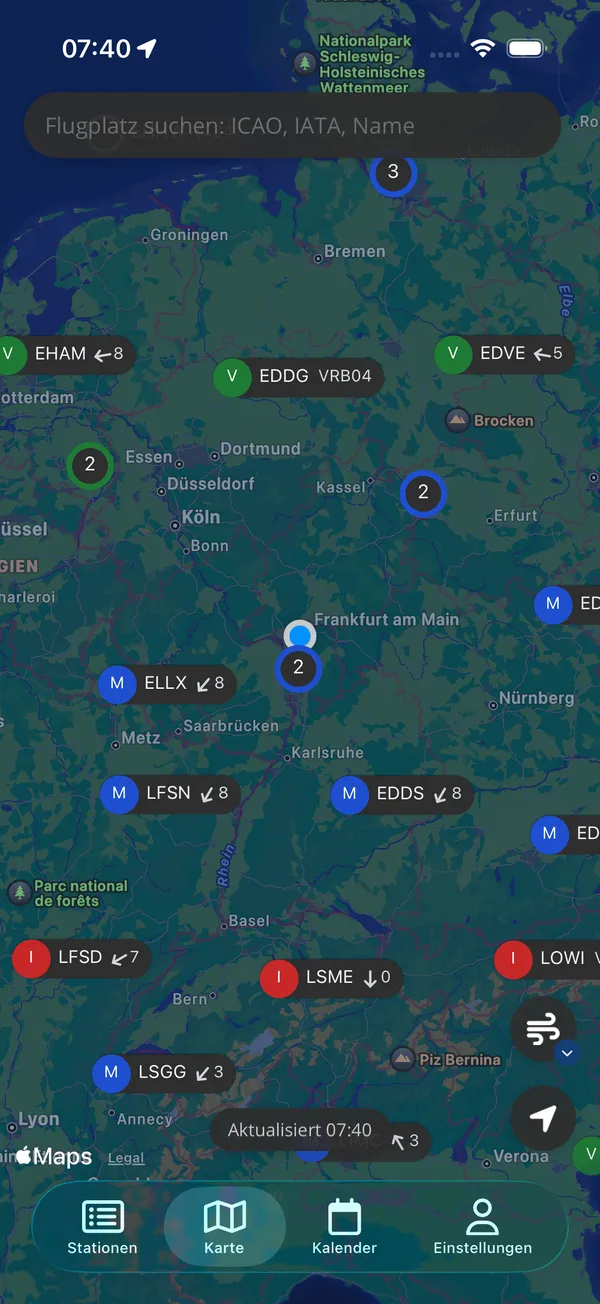 07:40
Nationalpark
Schleswig-
Holsteinisches
Wattenmeer
Flugplatz suchen: ICAO, IATA, Name
Ro
3
Groningen
Bremen
Elbe
V EHAM 8
V EDDG VRB04
V EDVE 5
otterdam
Brocken
2
Essen
Dortmund
Düsseldorf
Kassel
2
Köln
Erfurt
üssel
Bonn
GIEN
harleroi
M ED
Frankfurt am Main
2
M ELLX 8
Nürnberg
Saarbrücken
Metz
Karlsruhe
M LFSN 8
M EDDS 8
M ED
Rhein
Parc national
de forêts
Basel
I LFSD 7
I LSME 0
I LOWI V
Bern
Piz Bernina
M LSGG 3
Lyon
Annecy
Aktualisiert 07:40
3
Maps
Legal
Verona
V
Stationen
Karte
Kalender
Einstellungen